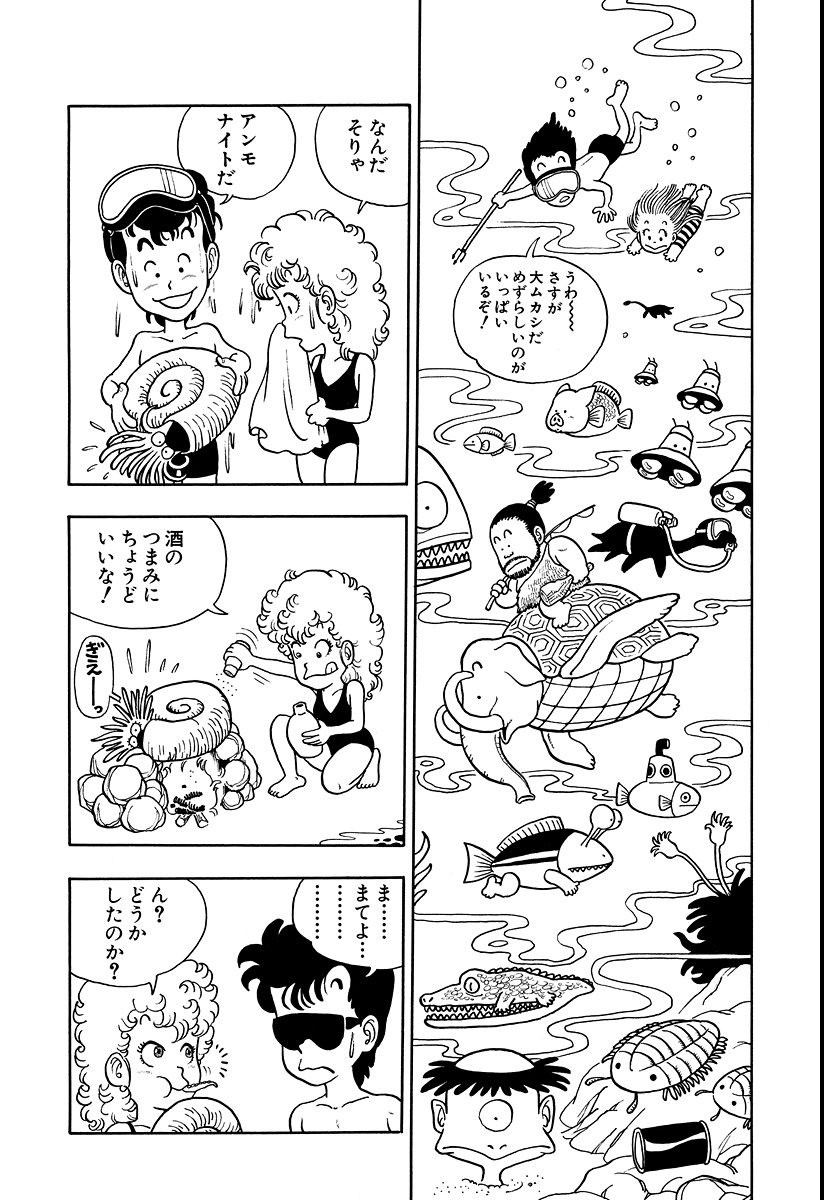 うわ～～
さすが
大ムカシだ
めずらしいのが
いっぱい
いるぞ！
なんだ
そりゃ
アンモ
ナイトだ
酒の
つまみに
ちょうど
いいな！
ぎえーっ
ま……
まてよ…
…………
…………
ん？
どうか
したのか？